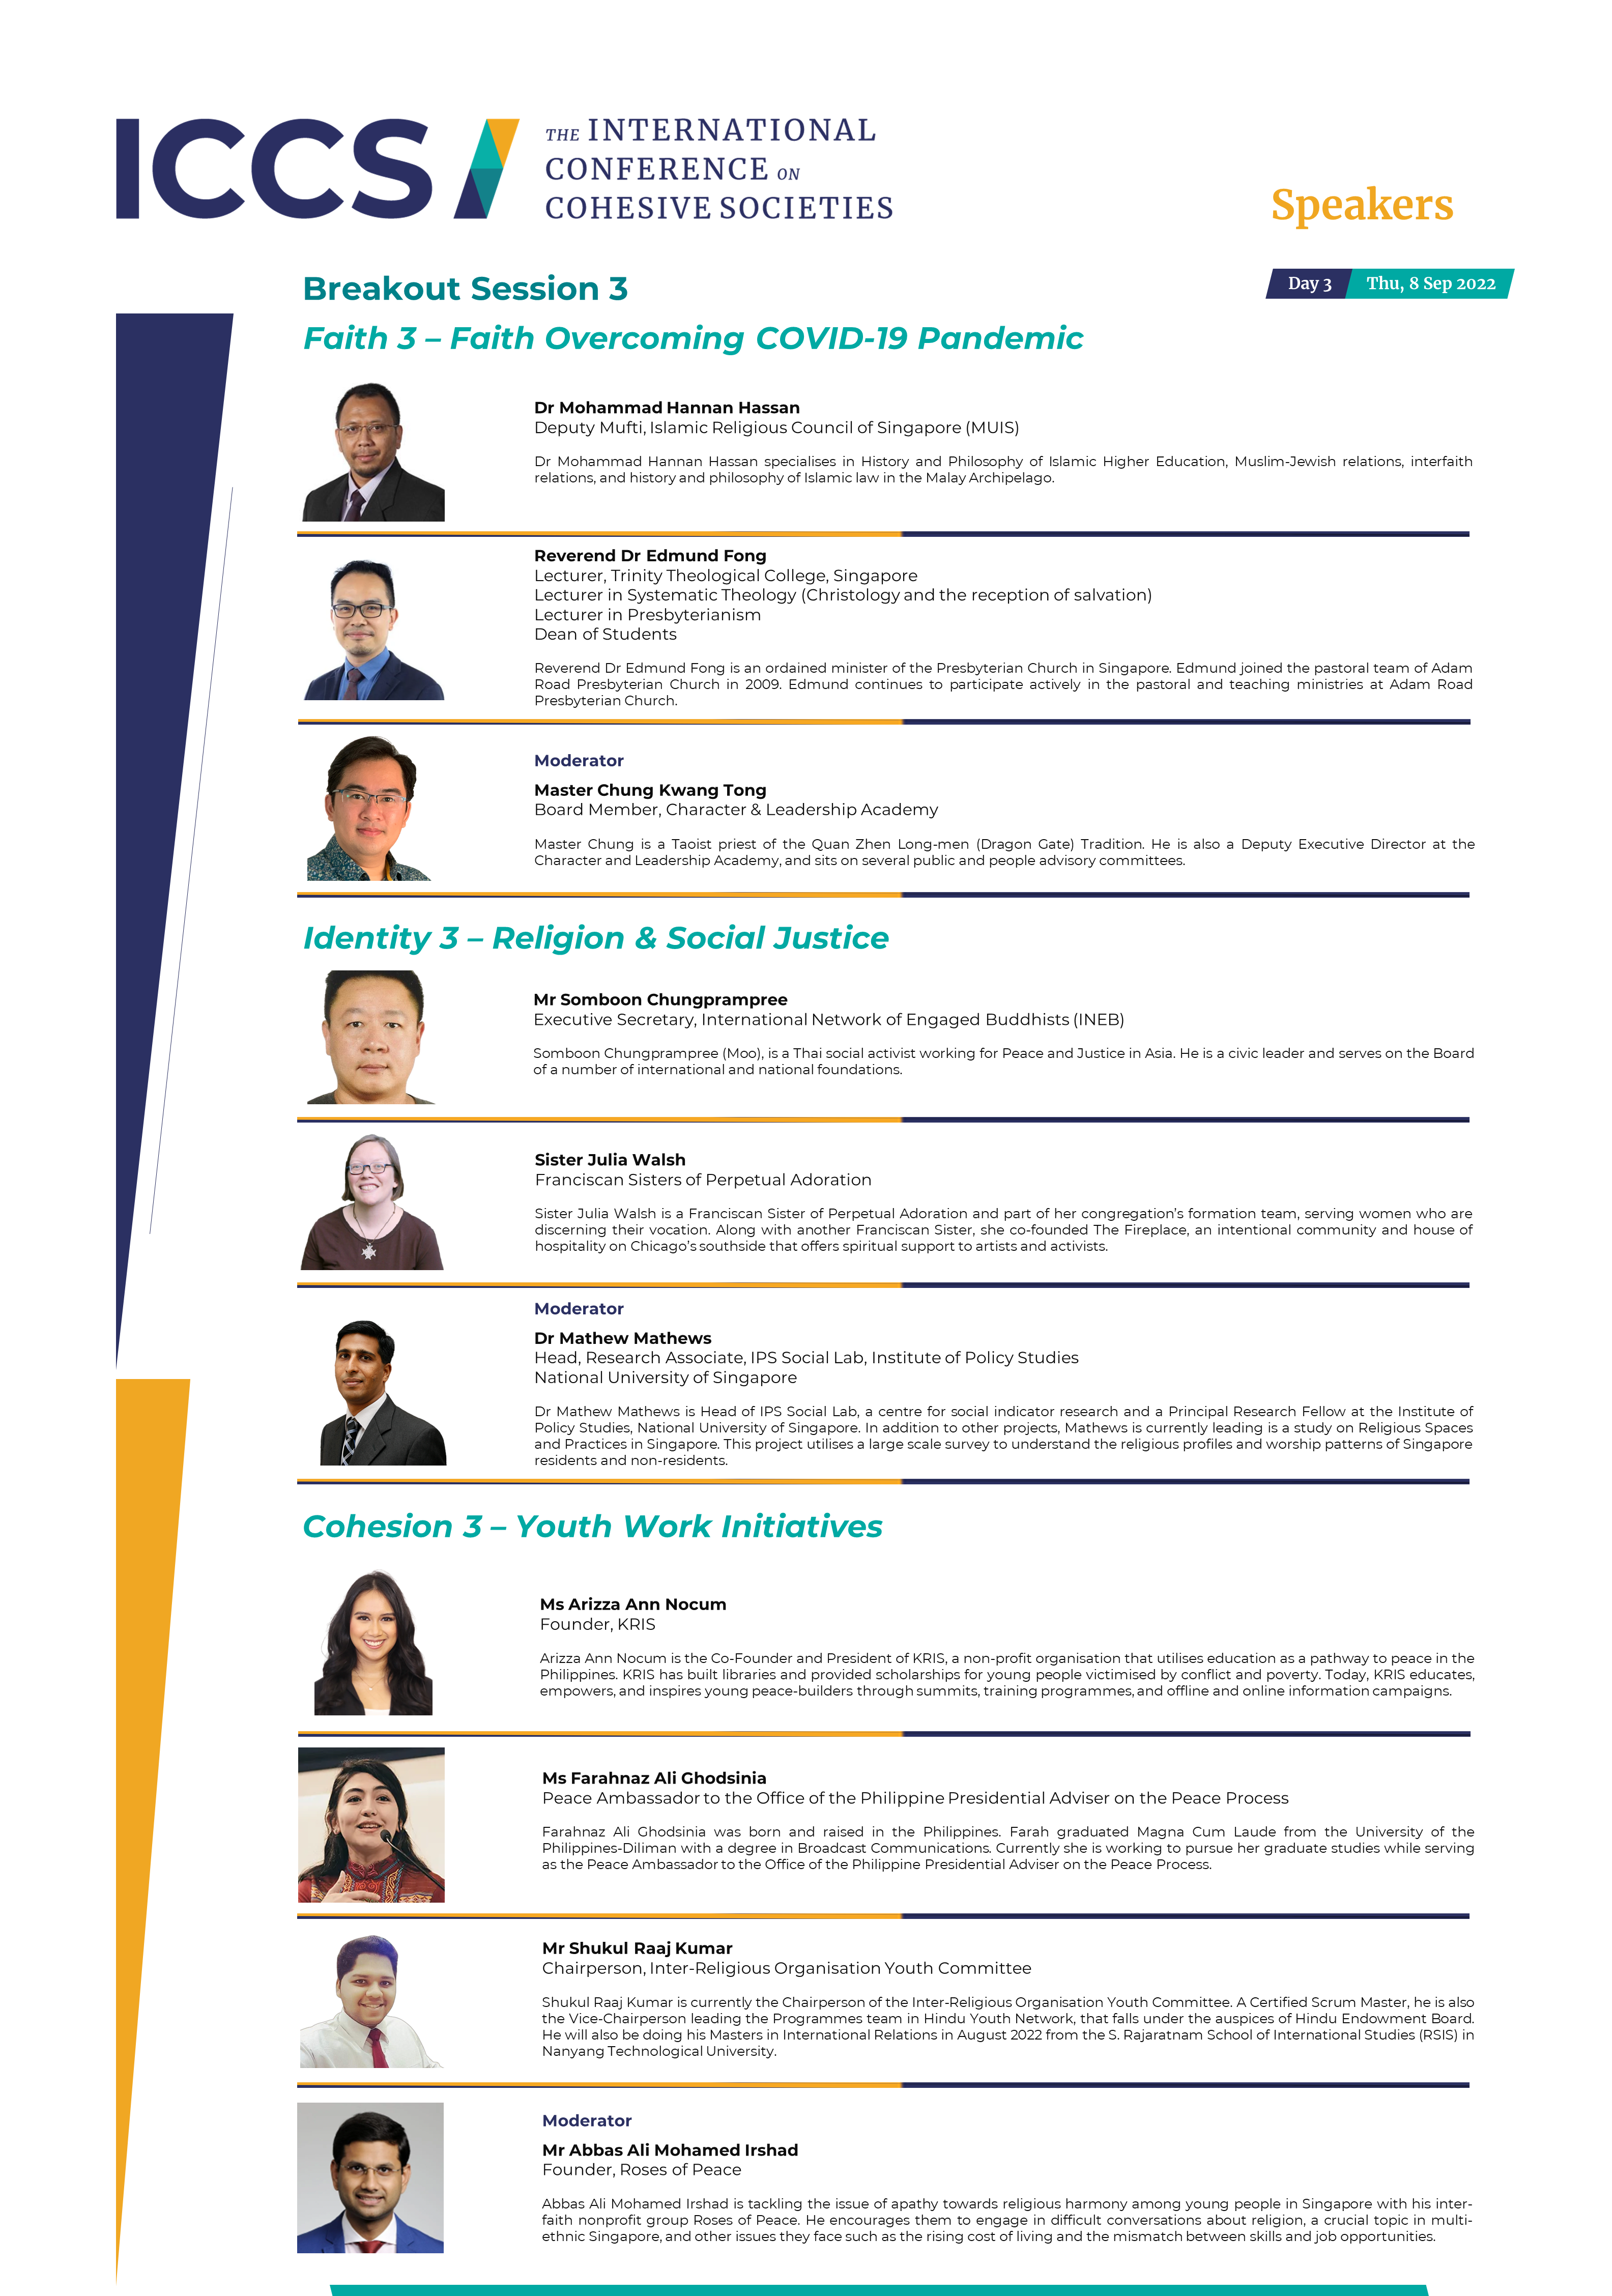 ICCS
THE INTERNATIONAL
CONFERENCE ON
COHESIVE SOCIETIES
Speakers
Day 3 Thu, 8 Sep 2022
Breakout Session 3
Faith 3 – Faith Overcoming COVID-19 Pandemic
Dr Mohammad Hannan Hassan
Deputy Mufti, Islamic Religious Council of Singapore (MUIS)
Dr Mohammad Hannan Hassan specialises in History and Philosophy of Islamic Higher Education, Muslim-Jewish relations, interfaith
relations, and history and philosophy of Islamic law in the Malay Archipelago.
Reverend Dr Edmund Fong
Lecturer, Trinity Theological College, Singapore
Lecturer in Systematic Theology (Christology and the reception of salvation)
Lecturer in Presbyterianism
Dean of Students
Reverend Dr Edmund Fong is an ordained minister of the Presbyterian Church in Singapore. Edmund joined the pastoral team of Adam
Road Presbyterian Church in 2009. Edmund continues to participate actively in the pastoral and teaching ministries at Adam Road
Presbyterian Church.
Moderator
Master Chung Kwang Tong
Board Member, Character & Leadership Academy
Master Chung is a Taoist priest of the Quan Zhen Long-men (Dragon Gate) Tradition. He is also a Deputy Executive Director at the
Character and Leadership Academy, and sits on several public and people advisory committees.
Identity 3 – Religion & Social Justice
Mr Somboon Chungprampree
Executive Secretary, International Network of Engaged Buddhists (INEB)
Somboon Chungprampree (Moo), is a Thai social activist working for Peace and Justice in Asia. He is a civic leader and serves on the Board
of a number of international and national foundations.
Sister Julia Walsh
Franciscan Sisters of Perpetual Adoration
Sister Julia Walsh is a Franciscan Sister of Perpetual Adoration and part of her congregation's formation team, serving women who are
discerning their vocation. Along with another Franciscan Sister, she co-founded The Fireplace, an intentional community and house of
hospitality on Chicago's southside that offers spiritual support to artists and activists.
Moderator
Dr Mathew Mathews
Head, Research Associate, IPS Social Lab, Institute of Policy Studies
National University of Singapore
Dr Mathew Mathews is Head of IPS Social Lab, a centre for social indicator research and a Principal Research Fellow at the Institute of
Policy Studies, National University of Singapore. In addition to other projects, Mathews is currently leading is a study on Religious Spaces
and Practices in Singapore. This project utilises a large scale survey to understand the religious profiles and worship patterns of Singapore
residents and non-residents.
Cohesion 3 – Youth Work Initiatives
Ms Arizza Ann Nocum
Founder, KRIS
Arizza Ann Nocum is the Co-Founder and President of KRIS, a non-profit organisation that utilises education as a pathway to peace in the
Philippines. KRIS has built libraries and provided scholarships for young people victimised by conflict and poverty. Today, KRIS educates,
empowers, and inspires young peace-builders through summits, training programmes, and offline and online information campaigns.
Ms Farahnaz Ali Ghodsinia
Peace Ambassador to the Office of the Philippine Presidential Adviser on the Peace Process
Farahnaz Ali Ghodsinia was born and raised in the Philippines. Farah graduated Magna Cum Laude from the University of the
Philippines-Diliman with a degree in Broadcast Communications. Currently she is working to pursue her graduate studies while serving
as the Peace Ambassador to the Office of the Philippine Presidential Adviser on the Peace Process.
Mr Shukul Raaj Kumar
Chairperson, Inter-Religious Organisation Youth Committee
Shukul Raaj Kumar is currently the Chairperson of the Inter-Religious Organisation Youth Committee. A Certified Scrum Master, he is also
the Vice-Chairperson leading the Programmes team in Hindu Youth Network, that falls under the auspices of Hindu Endowment Board.
He will also be doing his Masters in International Relations in August 2022 from the S. Rajaratnam School of International Studies (RSIS) in
Nanyang Technological University.
Moderator
Mr Abbas Ali Mohamed Irshad
Founder, Roses of Peace
Abbas Ali Mohamed Irshad is tackling the issue of apathy towards religious harmony among young people in Singapore with his inter-
faith nonprofit group Roses of Peace. He encourages them to engage in difficult conversations about religion, a crucial topic in multi-
ethnic Singapore, and other issues they face such as the rising cost of living and the mismatch between skills and job opportunities.